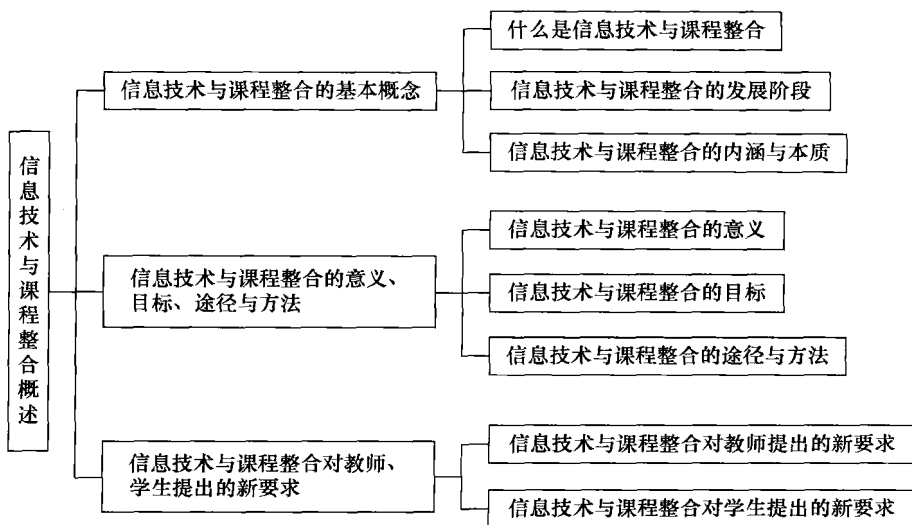 信息技术与课程整合概述
信息技术与课程整合的基本概念
什么是信息技术与课程整合
信息技术与课程整合的发展阶段
信息技术与课程整合的内涵与本质
信息技术与课程整合的意义、
目标、途径与方法
信息技术与课程整合的意义
信息技术与课程整合的目标
信息技术与课程整合的途径与方法
信息技术与课程整合对教师、
学生提出的新要求
信息技术与课程整合对教师提出的新要求
信息技术与课程整合对学生提出的新要求